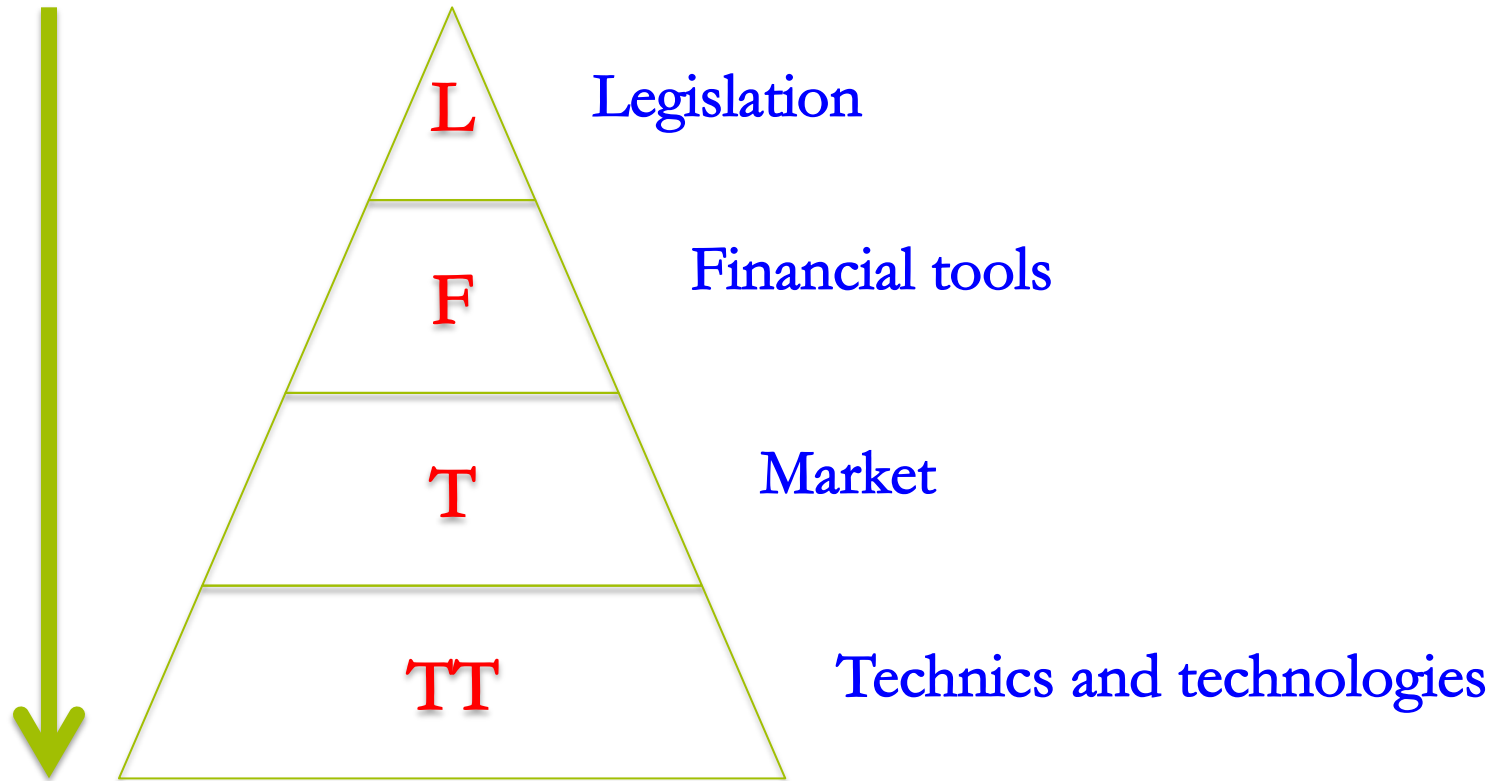 L
Legislation
F
Financial tools
T
Market
TT
Technics and technologies